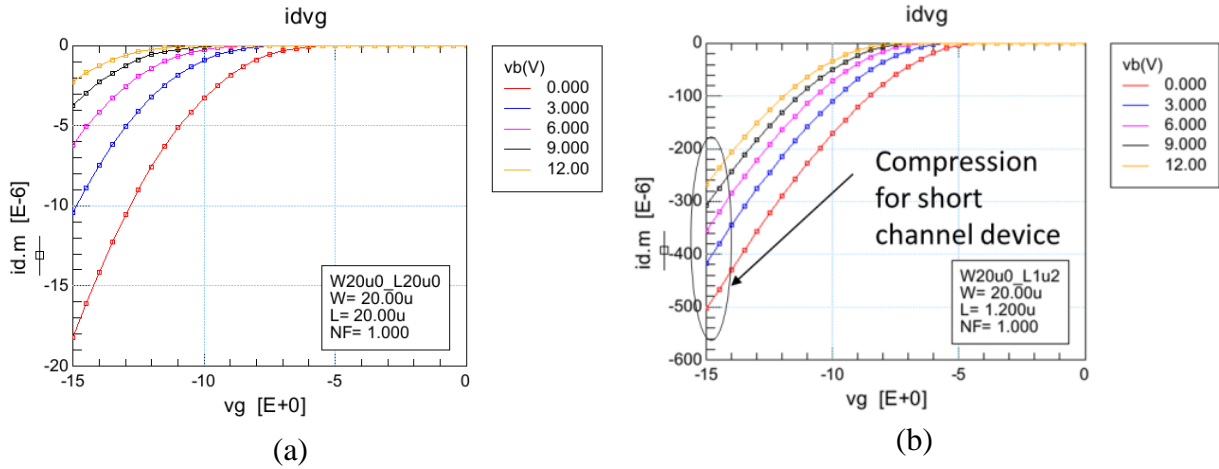 idvg
0
-5
-10
-15
-20
-15
-10
-5
0
id.m [E-6]
vg [E+0]
vb(V)
0.000
3.000
6.000
9.000
12.00
W20u0_L20u0
W= 20.00u
L= 20.00u
NF= 1.000
(a)
idvg
0
-100
-200
-300
-400
-500
-600
-15
-10
-5
0
id.m [E-6]
vg [E+0]
vb(V)
0.000
3.000
6.000
9.000
12.00
Compression
for short
channel device
W20u0_L1u2
W= 20.00u
L= 1.200u
NF= 1.000
(b)